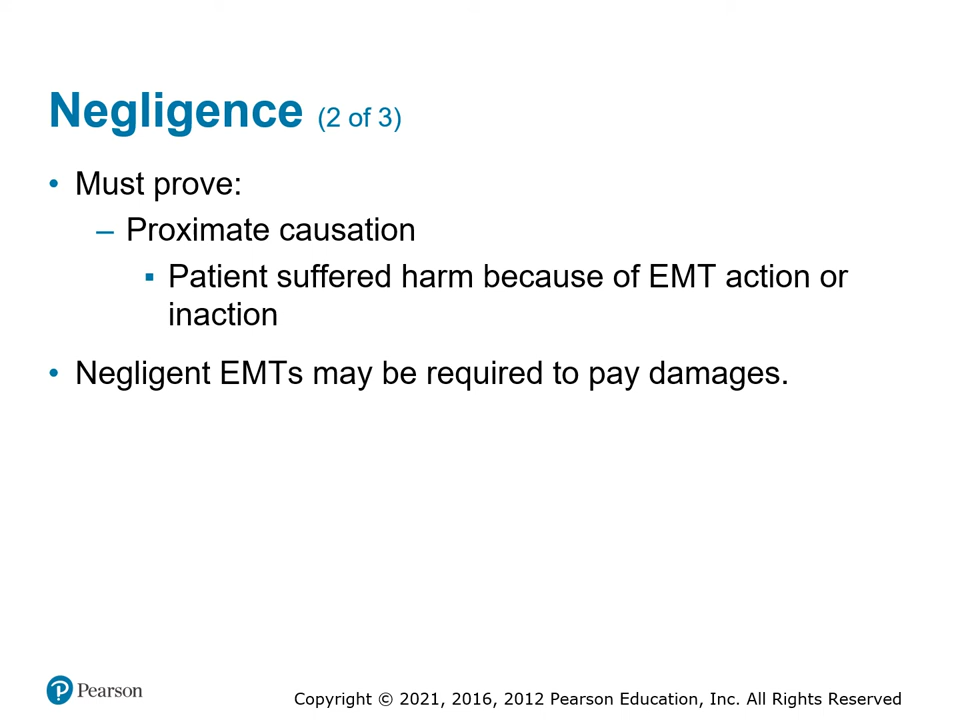 Negligence (2 of 3)
• Must prove:
– Proximate causation
▪ Patient suffered harm because of EMT action or
inaction
• Negligent EMTs may be required to pay damages.
Pearson
Copyright © 2021, 2016, 2012 Pearson Education, Inc. All Rights Reserved